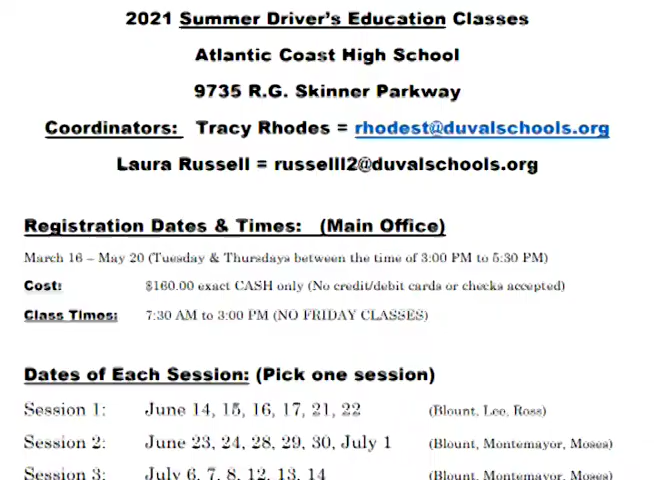 2021 Summer Driver's Education Classes
Atlantic Coast High School
9735 R.G. Skinner Parkway
Coordinators: Tracy Rhodes = rhodest@duvalschools.org
Laura Russell = russelll2@duvalschools.org
Registration Dates & Times: (Main Office)
March 16 – May 20 (Tuesday & Thursdays between the time of 3:00 PM to 5:30 PM)
Cost: $160.00 exact CASH only (No credit/debit cards or checks accepted)
Class Times: 7:30 AM to 3:00 PM (NO FRIDAY CLASSES)
Dates of Each Session: (Pick one session)
Session 1: June 14, 15, 16, 17, 21, 22 (Blount, Lee, Ross)
Session 2: June 23, 24, 28, 29, 30, July 1 (Blount, Montemayor, Moses)
Session 3: July 6, 7, 8, 12, 13, 14 (Blount, Montemayor, Moses)